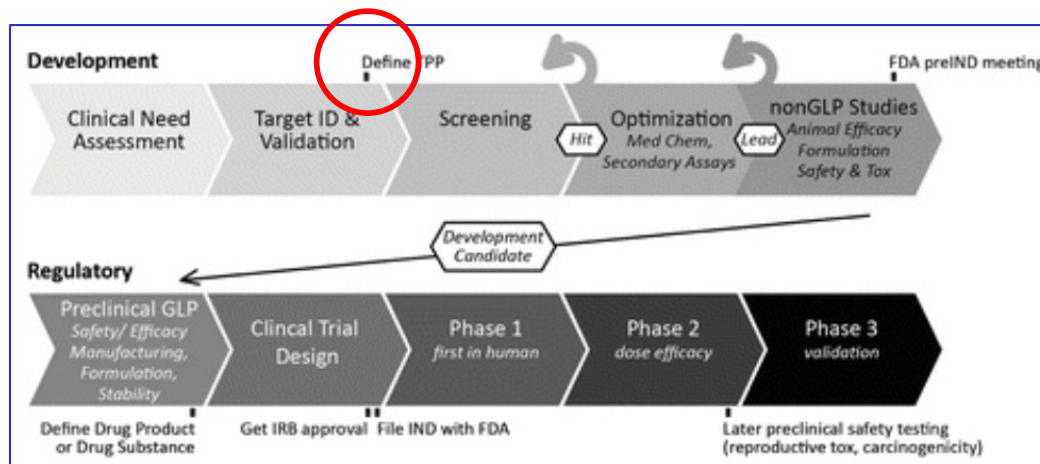 Development
Define TPP
FDA preIND meeting
Clinical Need
Assessment
Target ID &
Validation
Screening
Hit
Optimization
Med Chem,
Secondary Assays
Lead
nonGLP Studies
Animal Efficacy
Formulation
Safety & Tox
Development
Candidate
Regulatory
Preclinical GLP
Safety/ Efficacy
Manufacturing,
Formulation,
Stability
Clincal Trial
Design
Phase 1
first in human
Phase 2
dose efficacy
Phase 3
validation
Define Drug Product
or Drug Substance
Get IRB approval
File IND with FDA
Later preclinical safety testing
(reproductive tox, carcinogenicity)